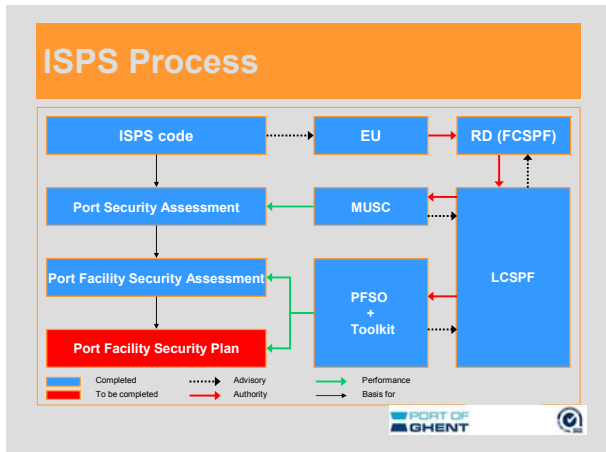 ISPS Process
ISPS code
EU
RD (FCSPF)
Port Security Assessment
MUSC
LCSPF
Port Facility Security Assessment
PFSO
+
Toolkit
Port Facility Security Plan
Completed
Advisory
Performance
To be completed
Authority
Basis for
PORT OF
GHENT
SGS